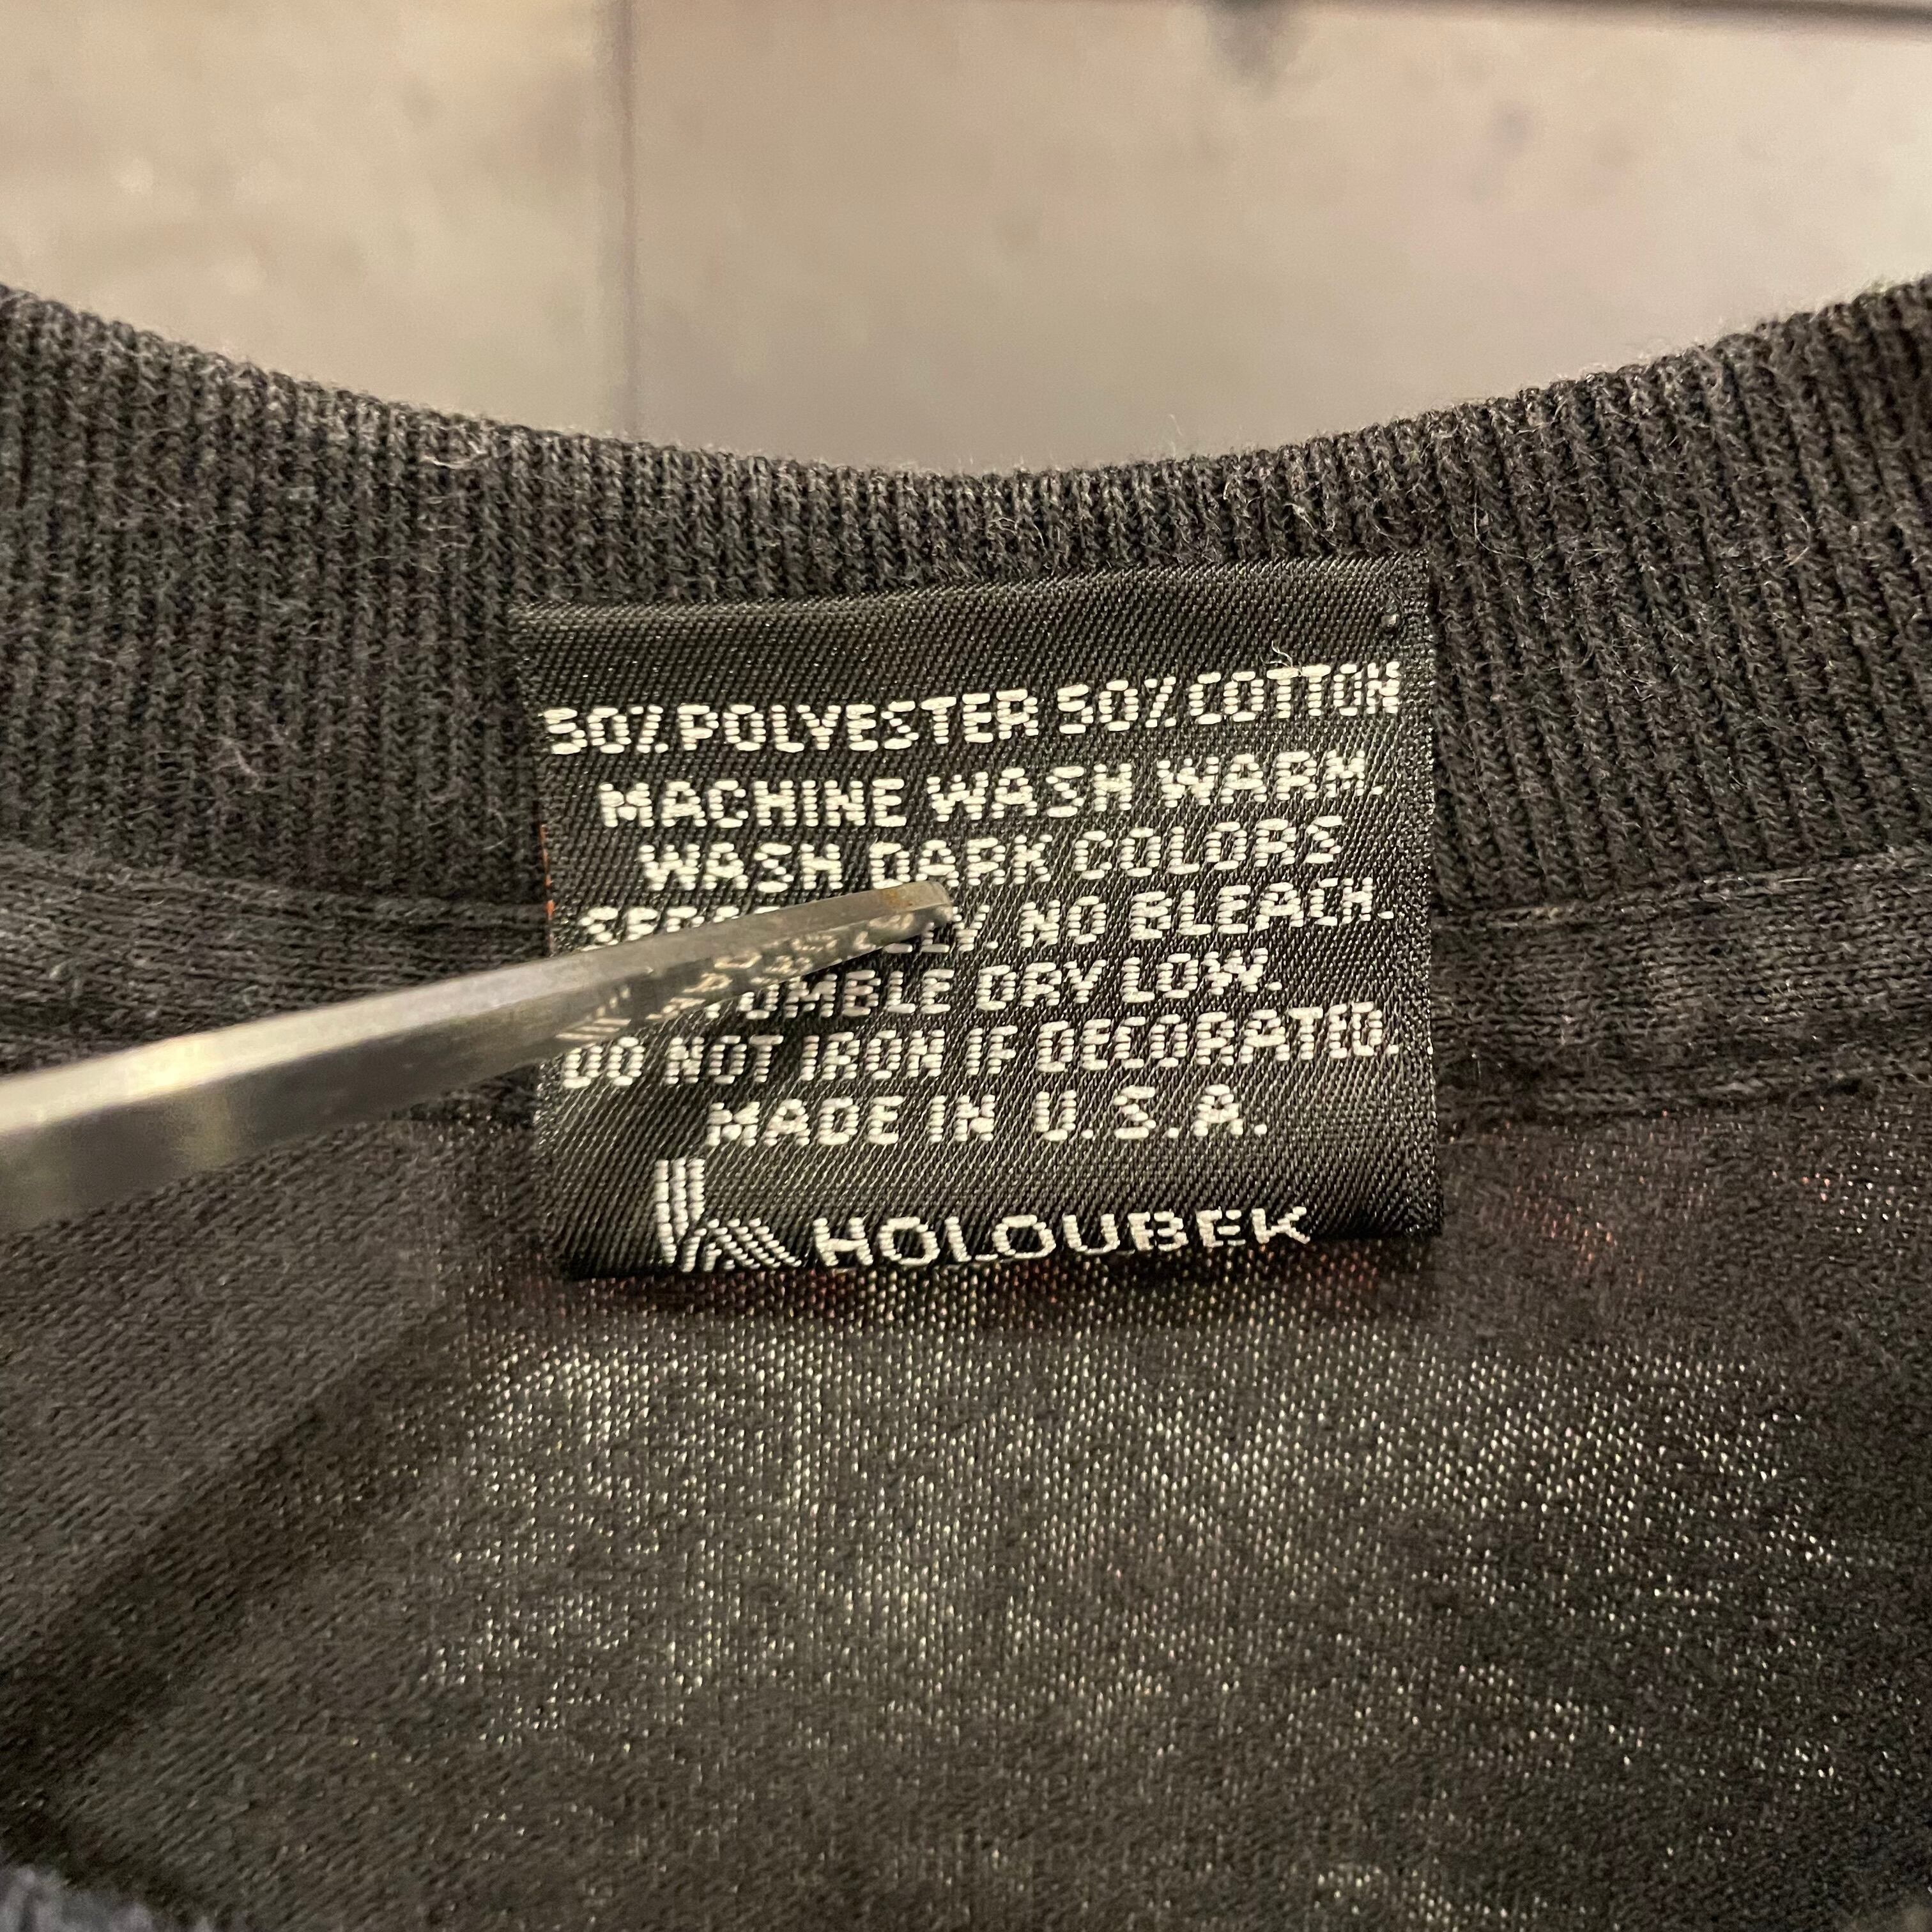 50% POLYESTER 50% COTTON
MACHINE WASH WARM.
WASH DARK COLORS
NO BLEACH.
TUMBLE DRY LOW.
DO NOT IRON IF DECORATED.
MADE IN U.S.A.
HOLOUBEK